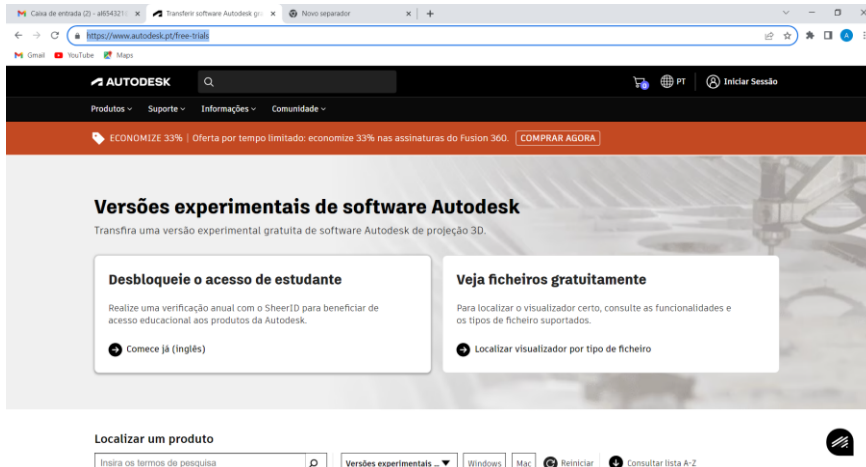 Caixa de entrada (2) - al654321
Transferir software Autodesk gr
Novo separador
https://www.autodesk.pt/free-trials
Gmail YouTube Maps
AUTODESK
PT
Iniciar Sessão
Produtos Suporte Informações Comunidade
ECONOMIZE 33% | Oferta por tempo limitado: economize 33% nas assinaturas do Fusion 360. COMPRAR AGORA
Versões experimentais de software Autodesk
Transfira uma versão experimental gratuita de software Autodesk de projeção 3D.
Desbloqueie o acesso de estudante
Realize uma verificação anual com o SheerID para beneficiar de
acesso educacional aos produtos da Autodesk.
Comece já (inglês)
Veja ficheiros gratuitamente
Para localizar o visualizador certo, consulte as funcionalidades e
os tipos de ficheiro suportados.
Localizar visualizador por tipo de ficheiro
Localizar um produto
Insira os termos de pesquisa
Versões experimentais ...
Windows
Mac
Reiniciar
Consultar lista A-Z